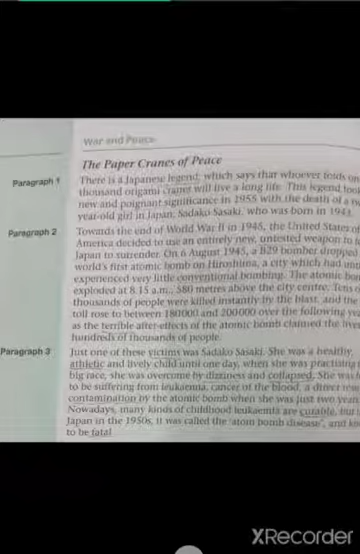 War and Peace
The Paper Cranes of Peace
Paragraph 1
There is a Japanese legend, which says that whoever folds
thousand origami cranes will live a long life. This legend
new and poignant significance in 1955 with the death of a
year-old girl in Japan: Sadako Sasaki, who was born in 1943.
Paragraph 2
Towards the end of World War II in 1945, the United States of
America decided to use an entirely new, untested weapon to
Japan to surrender. On 6 August 1945, a B29 bomber dropped
world's first atomic bomb on Hiroshima, a city which had
experienced very little conventional bombing. The atomic
exploded at 8.15 a.m., 580 metres above the city centre. Tens
thousands of people were killed instantly by the blast, and the
toll rose to between 180000 and 200000 over the following
as the terrible after-effects of the atomic bomb claimed the
hundreds of thousands of people.
Paragraph 3
Just one of these victims was Sadako Sasaki. She was a healthy,
athletic and lively child until one day, when she was practising
big race, she was overcome by dizziness and collapsed. She was
to be suffering from leukaemia, cancer of the blood, a direct
contamination by the atomic bomb when she was just two
Nowadays, many kinds of childhood leukaemia are curable, but
Japan in the 1950s, it was called the 'atom bomb disease', and
to be fatal
XRecorder